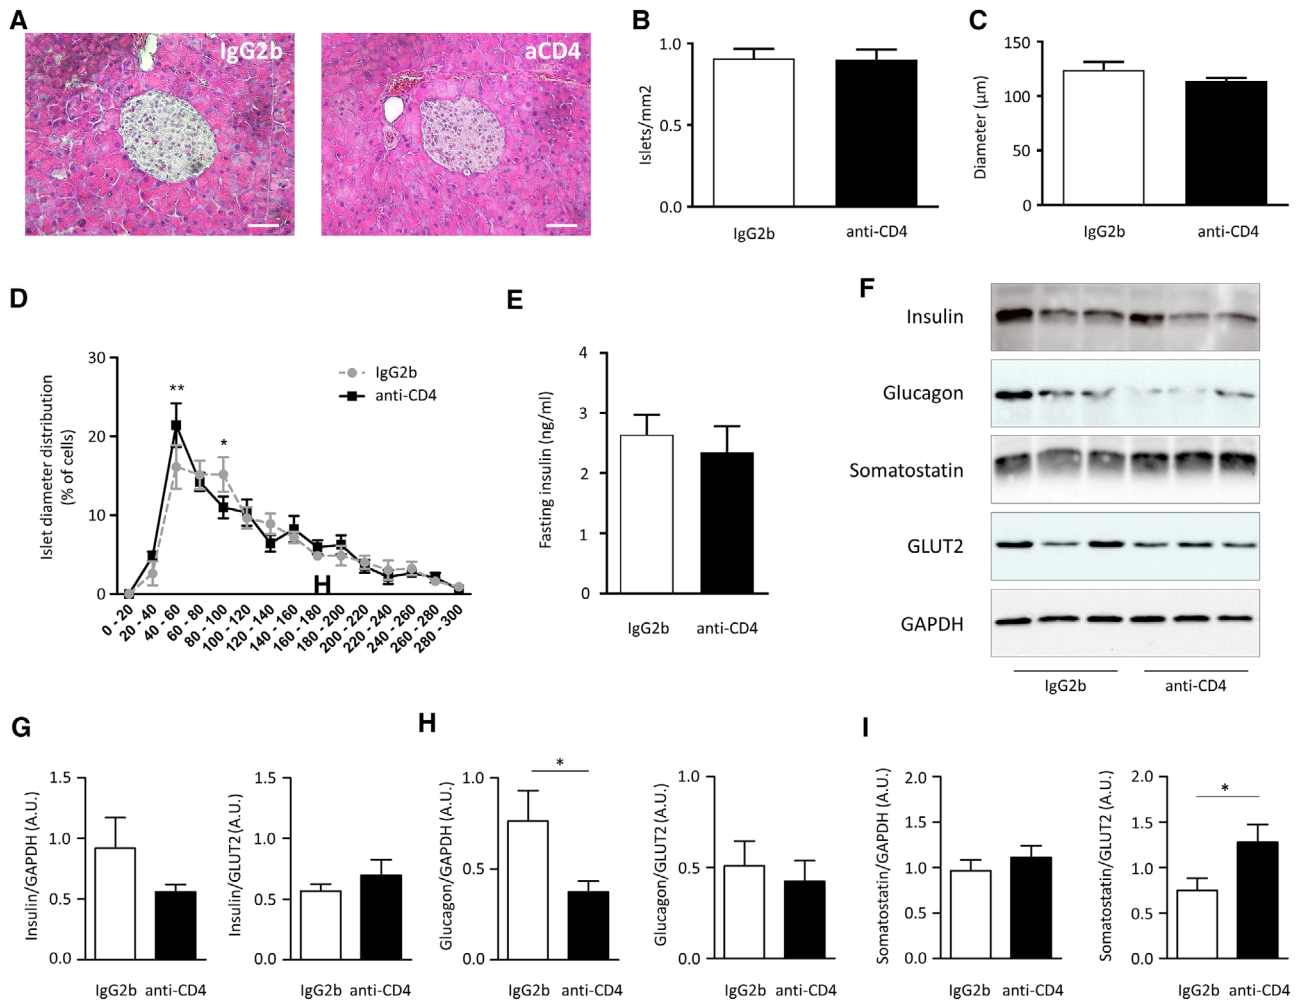 A
IgG2b
aCD4
B
Islets/mm2
1.0
0.5
0.0
IgG2b
anti-CD4
C
Diameter (µm)
150
100
50
0
IgG2b
anti-CD4
D
Islet diameter distribution
(% of cells)
30
20
10
0
**
*
IgG2b
anti-CD4
H
0 - 20
20 - 40
40 - 60
60 - 80
80 - 100
100 - 120
120 - 140
140 - 160
160 - 180
180 - 200
200 - 220
220 - 240
240 - 260
260 - 280
280 - 300
E
Fasting insulin (ng/ml)
4
3
2
1
0
IgG2b
anti-CD4
F
Insulin
Glucagon
Somatostatin
GLUT2
GAPDH
IgG2b
anti-CD4
G
Insulin/GAPDH (A.U.)
1.5
1.0
0.5
0.0
IgG2b anti-CD4
Insulin/GLUT2 (A.U.)
1.5
1.0
0.5
0.0
IgG2b anti-CD4
H
Glucagon/GAPDH (A.U.)
1.0
0.5
0.0
*
IgG2b anti-CD4
Glucagon/GLUT2 (A.U.)
1.0
0.5
0.0
IgG2b anti-CD4
I
Somatostatin/GAPDH (A.U.)
2.0
1.5
1.0
0.5
0.0
IgG2b anti-CD4
Somatostatin/GLUT2 (A.U.)
2.0
1.5
1.0
0.5
0.0
*
IgG2b anti-CD4